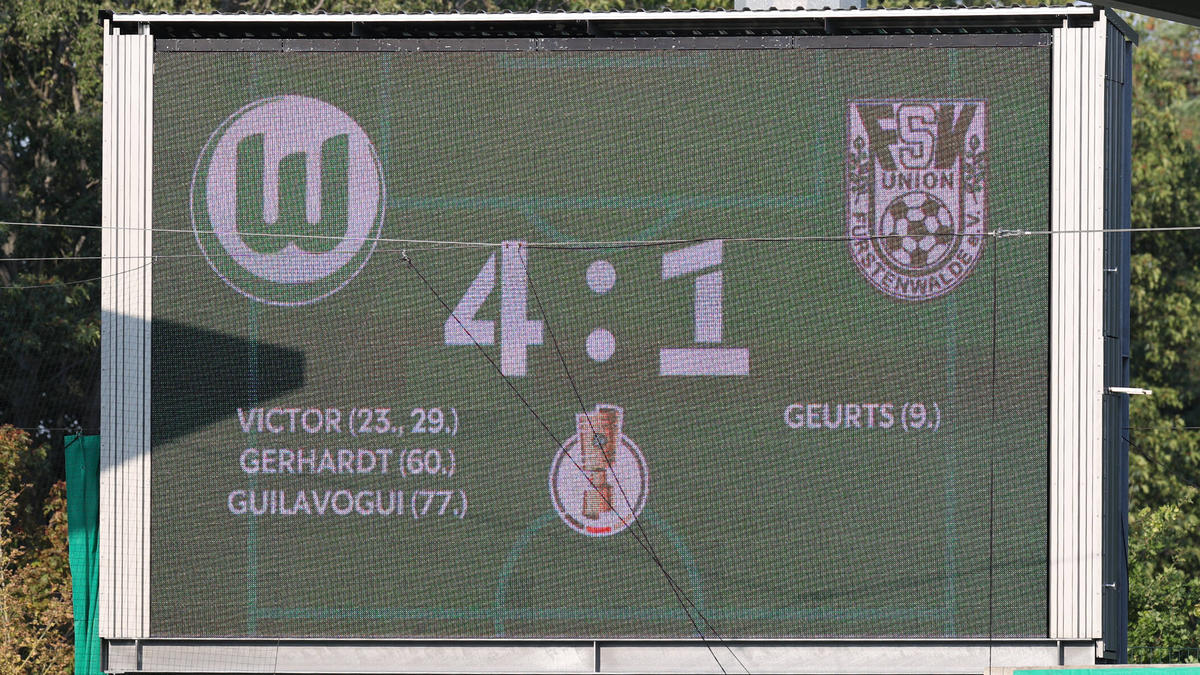 W
FSV
UNION
FÜRSTENWALDE e.V.
4:1
VICTOR (23., 29.)
GERHARDT (60.)
GUILAVOGUI (77.)
GEURTS (9.)